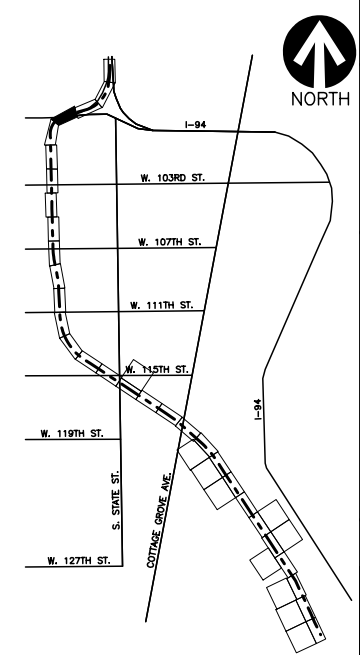 NORTH
I-94
W. 103RD ST.
W. 107TH ST.
W. 111TH ST.
W. 115TH ST.
I-94
W. 119TH ST.
S. STATE ST.
COTTAGE GROVE AVE.
W. 127TH ST.